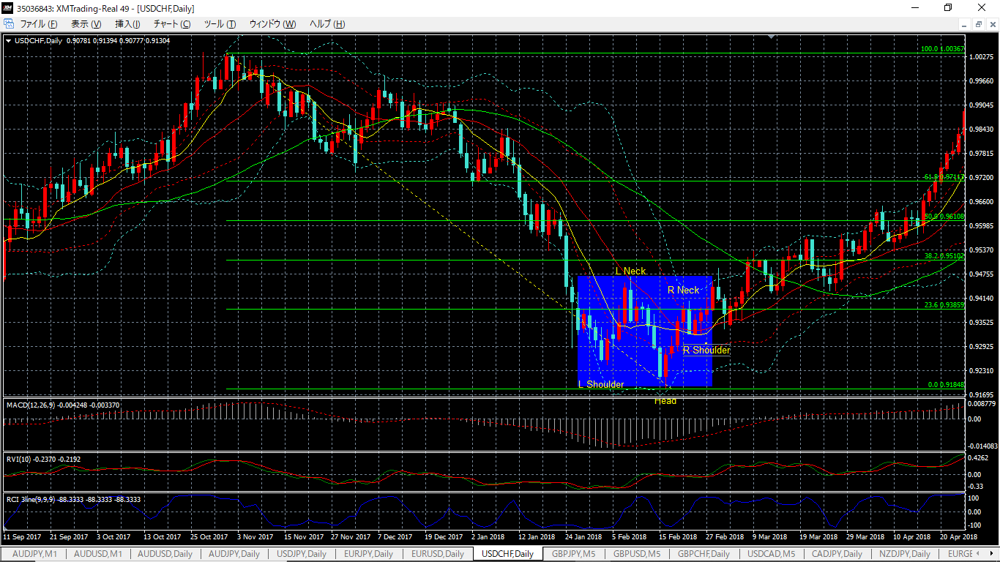 35036843: XMTrading-Real 49 - [USDCHF,Daily]
ファイル (F) 表示 (V) 挿入(I) チャート (C) ツール (T) ウィンドウ (W) ヘルプ (H)
USDCHF,Daily 0.90781 0.91394 0.90777 0.91304
100.0 1.00367
1.00275
0.99660
0.99045
0.98430
0.97815
61.8 0.97117
0.97200
0.96600
50.0 0.96108
0.95985
0.95370
38.2 0.95102
0.94755
L Neck
R Neck
0.94140
23.6 0.93859
0.93525
0.92925
R Shoulder
0.92310
L Shoulder
0.0 0.91848
0.91695
Head
MACD(12,26,9) -0.004248 -0.003370
0.008779
0.00
-0.014083
RVI(10) -0.2370 -0.2192
0.4262
0.00
-0.33
RCI 3line(9,9,9) -88.3333 -88.3333 -88.3333
100
0.00
-100
11 Sep 2017 21 Sep 2017 3 Oct 2017 13 Oct 2017 25 Oct 2017 3 Nov 2017 15 Nov 2017 27 Nov 2017 7 Dec 2017 19 Dec 2017 2 Jan 2018 12 Jan 2018 24 Jan 2018 5 Feb 2018 15 Feb 2018 27 Feb 2018 9 Mar 2018 19 Mar 2018 29 Mar 2018 10 Apr 2018 20 Apr 2018
AUDJPY,M1 AUDUSD,M1 AUDUSD,Daily AUDJPY,Daily USDJPY,Daily EURJPY,Daily EURUSD,Daily USDCHF,Daily GBPJPY,M5 GBPUSD,M5 GBPCHF,Daily USDCAD,M5 CADJPY,Daily NZDJPY,Daily EURGE